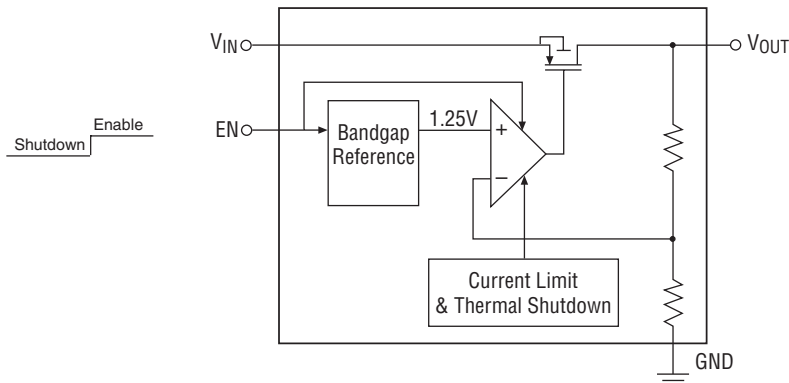 VIN
VOUT
Enable
Shutdown
EN
Bandgap
Reference
1.25V
+
−
Current Limit
& Thermal Shutdown
GND